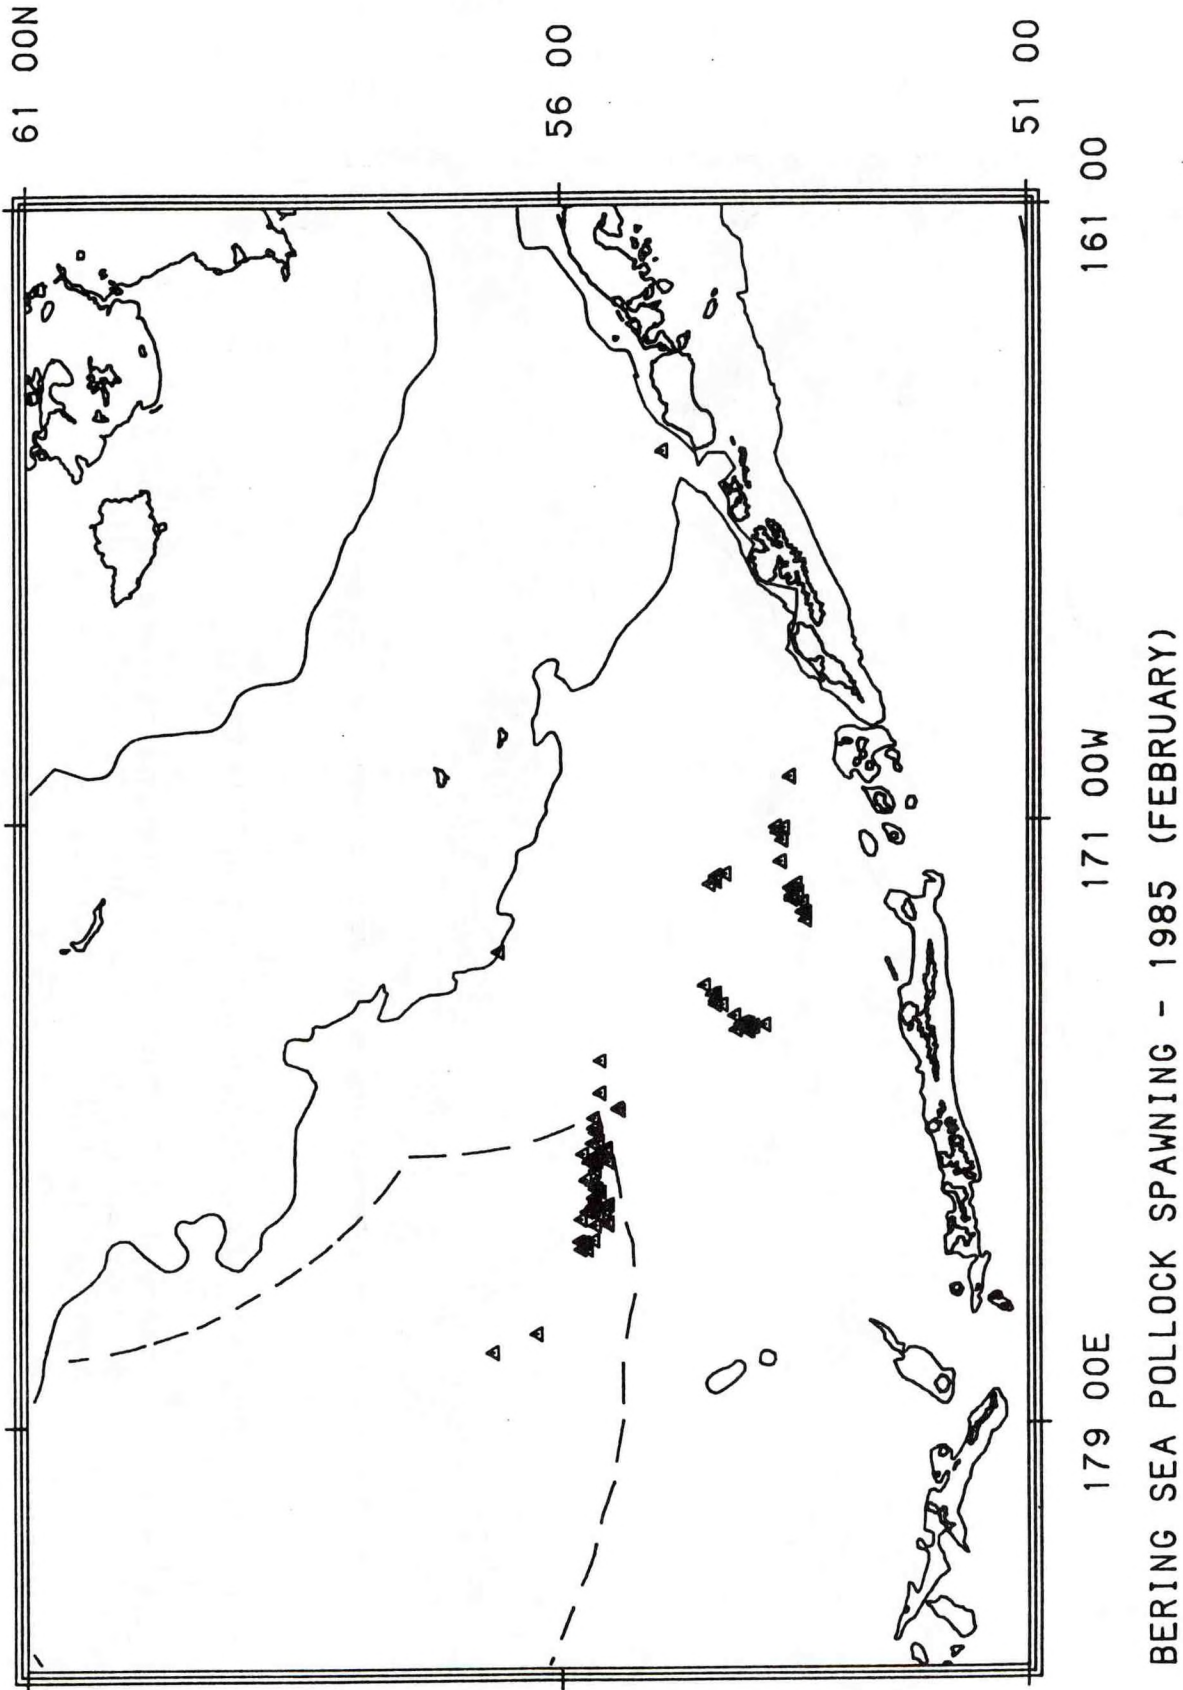 61 00N
56 00
51 00
179 00E
171 00W
161 00
BERING SEA POLLOCK SPAWNING - 1985 (FEBRUARY)